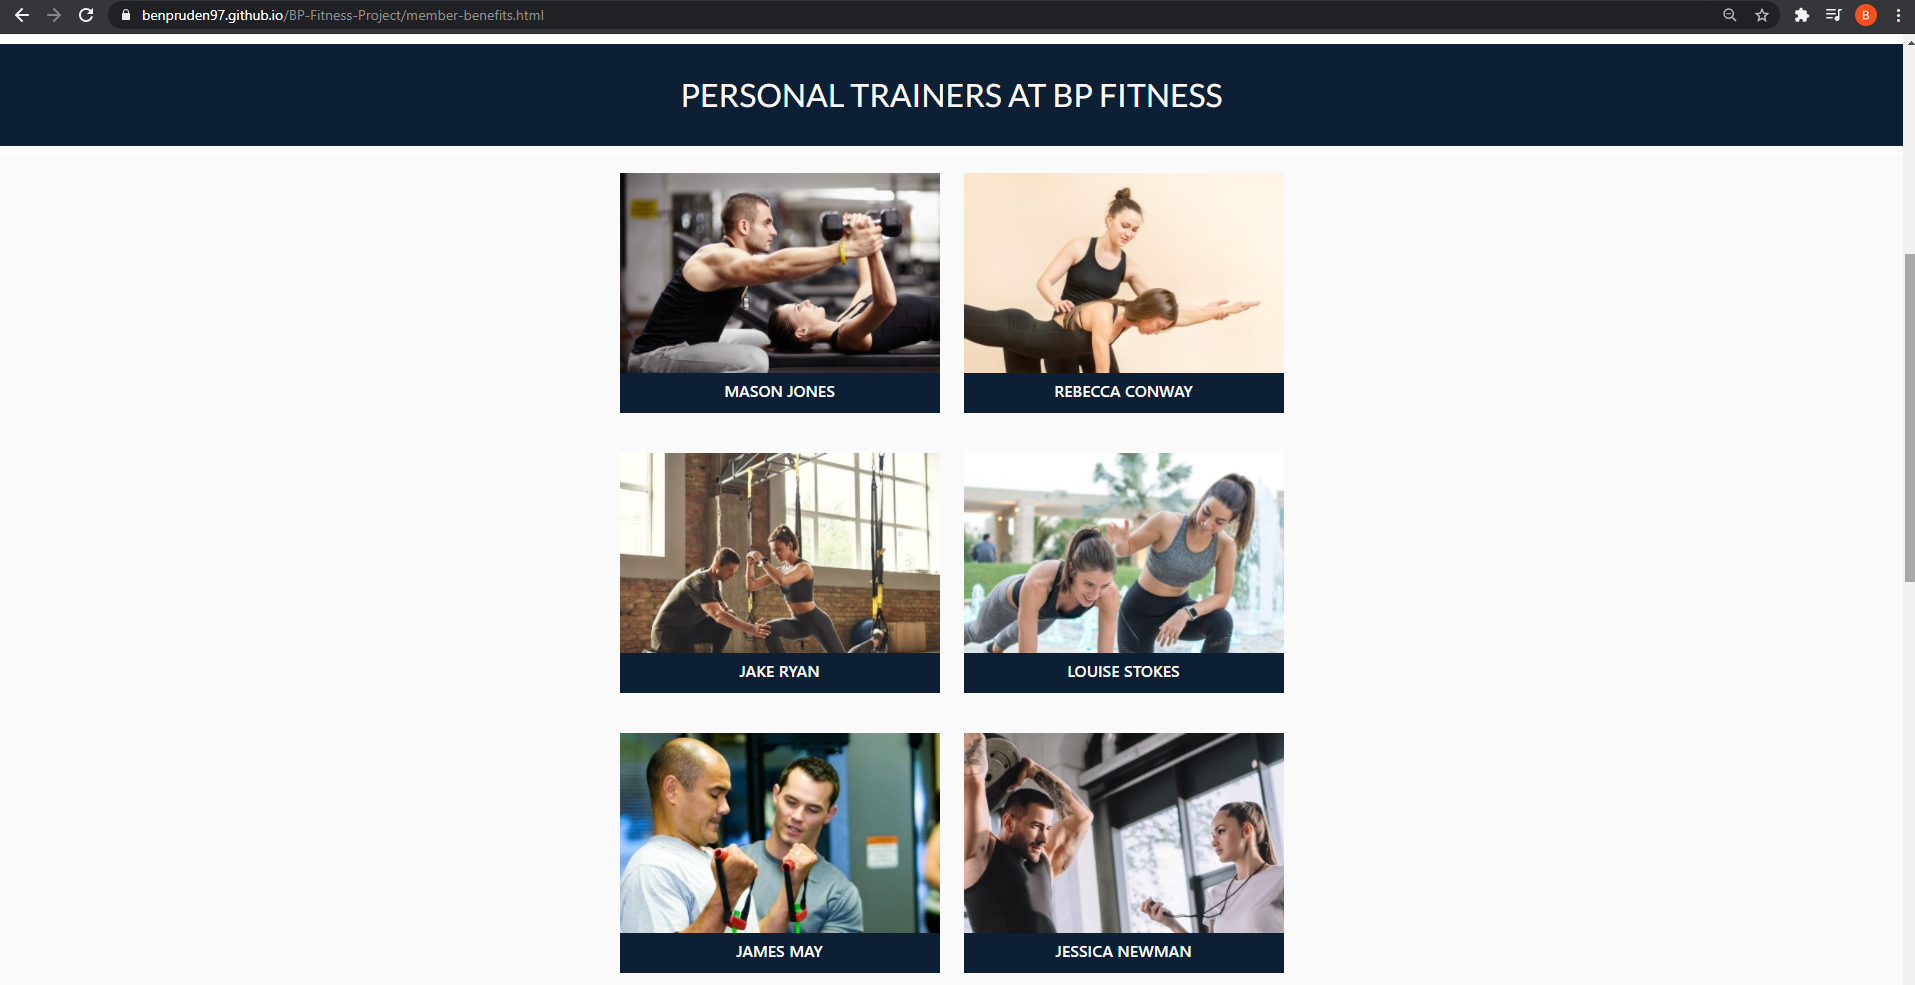 benpruden97.github.io/BP-Fitness-Project/member-benefits.html
B
PERSONAL TRAINERS AT BP FITNESS
MASON JONES
REBECCA CONWAY
JAKE RYAN
LOUISE STOKES
JAMES MAY
JESSICA NEWMAN